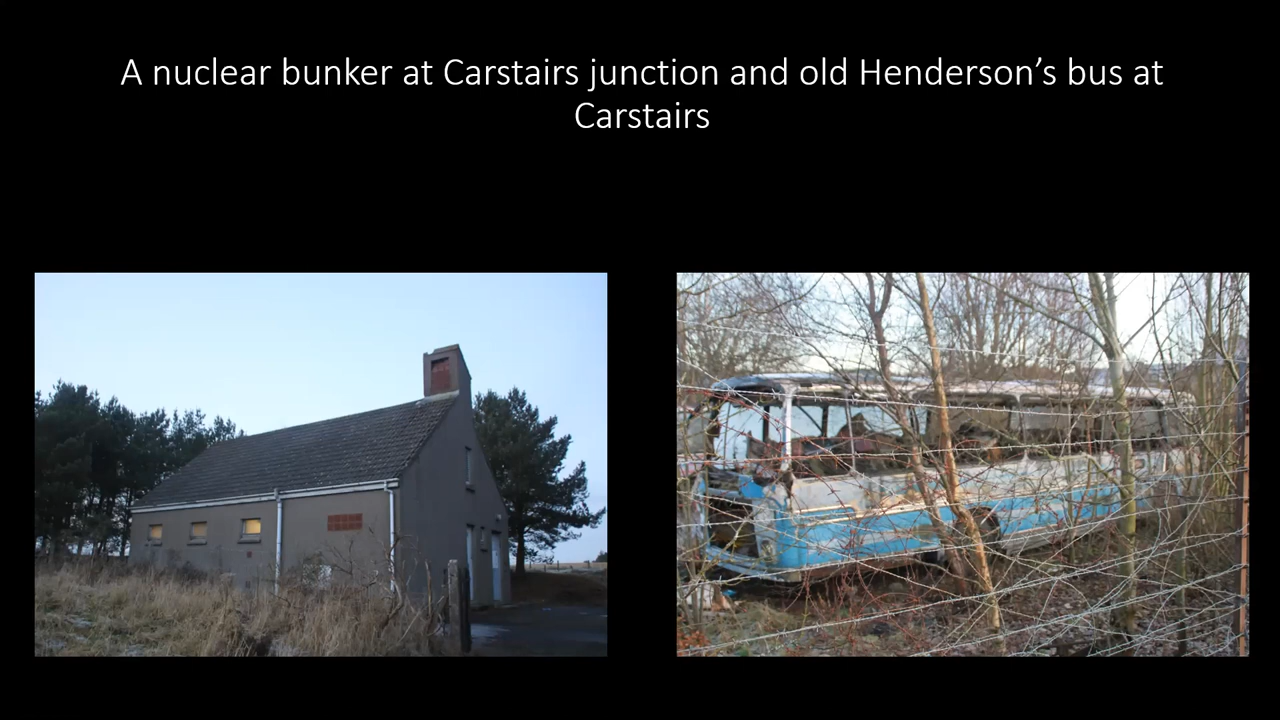 A nuclear bunker at Carstairs junction and old Henderson’s bus at
Carstairs